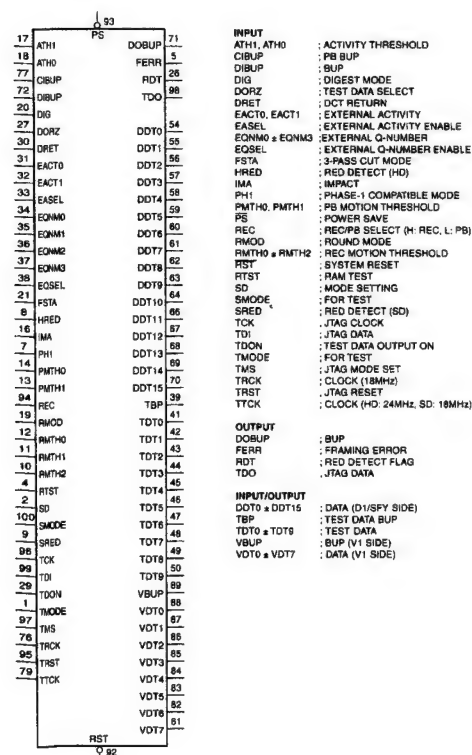 93
PS
17 ATH1 DOBUP 71
18 ATH0 FERR 5
77 CIBUP RDT 26
72 DIBUP TDO 98
20 DIG
27 DORZ DDT0 54
30 DRET DDT1 55
31 EACT0 DDT2 56
32 EACT1 DDT3 57
33 EASEL DDT4 58
34 EQNM0 DDT5 59
35 EQNM1 DDT6 60
36 EQNM2 DDT7 61
37 EQNM3 DDT8 62
38 EQSEL DDT9 63
21 FSTA DDT10 64
8 HRED DDT11 66
16 IMA DDT12 67
7 PH1 DDT13 68
14 PMTH0 DDT14 69
13 PMTH1 DDT15 70
94 REC TBP 39
19 RMOD TDT0 41
12 RMTH0 TDT1 42
11 RMTH1 TDT2 43
10 RMTH2 TDT3 44
4 RTST TDT4 45
2 SD TDT5 46
100 SMODE TDT6 47
9 SRED TDT7 48
96 TCK TDT8 49
99 TDI TDT9 50
29 TDON VBUP 89
1 TMODE VDT0 88
97 TMS VDT1 87
76 TRCK VDT2 86
95 TRST VDT3 85
79 TTCK VDT4 84
VDT5 83
VDT6 82
VDT7 81
RST
92
INPUT
ATH1, ATH0 ; ACTIVITY THRESHOLD
CIBUP ; PB BUP
DIBUP ; BUP
DIG ; DIGEST MODE
DORZ ; TEST DATA SELECT
DRET ; DCT RETURN
EACT0, EACT1 ; EXTERNAL ACTIVITY
EASEL ; EXTERNAL ACTIVITY ENABLE
EQNM0 ± EQNM3 ; EXTERNAL Q-NUMBER
EQSEL ; EXTERNAL Q-NUMBER ENABLE
FSTA ; 3-PASS CUT MODE
HRED ; RED DETECT (HD)
IMA ; IMPACT
PH1 ; PHASE-1 COMPATIBLE MODE
PMTH0, PMTH1 ; PB MOTION THRESHOLD
PS ; POWER SAVE
REC ; REC/PB SELECT (H: REC, L: PB)
RMOD ; ROUND MODE
RMTH0 ± RMTH2 ; REC MOTION THRESHOLD
RST ; SYSTEM RESET
RTST ; RAM TEST
SD ; MODE SETTING
SMODE ; FOR TEST
SRED ; RED DETECT (SD)
TCK ; JTAG CLOCK
TDI ; JTAG DATA
TDON ; TEST DATA OUTPUT ON
TMODE ; FOR TEST
TMS ; JTAG MODE SET
TRCK ; CLOCK (18MHz)
TRST ; JTAG RESET
TTCK ; CLOCK (HD: 24MHz, SD: 18MHz)
OUTPUT
DOBUP ; BUP
FERR ; FRAMING ERROR
RDT ; RED DETECT FLAG
TDO ; JTAG DATA
INPUT/OUTPUT
DDT0 ± DDT15 ; DATA (D1/SFY SIDE)
TBP ; TEST DATA BUP
TDT0 ± TDT9 ; TEST DATA
VBUP ; BUP (V1 SIDE)
VDT0 ± VDT7 ; DATA (V1 SIDE)